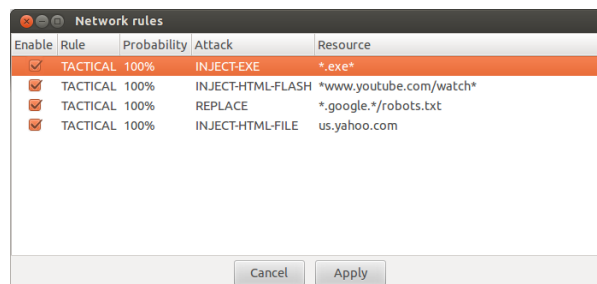 Network rules
Enable Rule Probability Attack Resource
TACTICAL 100% INJECT-EXE *.exe*
TACTICAL 100% INJECT-HTML-FLASH *www.youtube.com/watch*
TACTICAL 100% REPLACE *.google.*/robots.txt
TACTICAL 100% INJECT-HTML-FILE us.yahoo.com
Cancel Apply